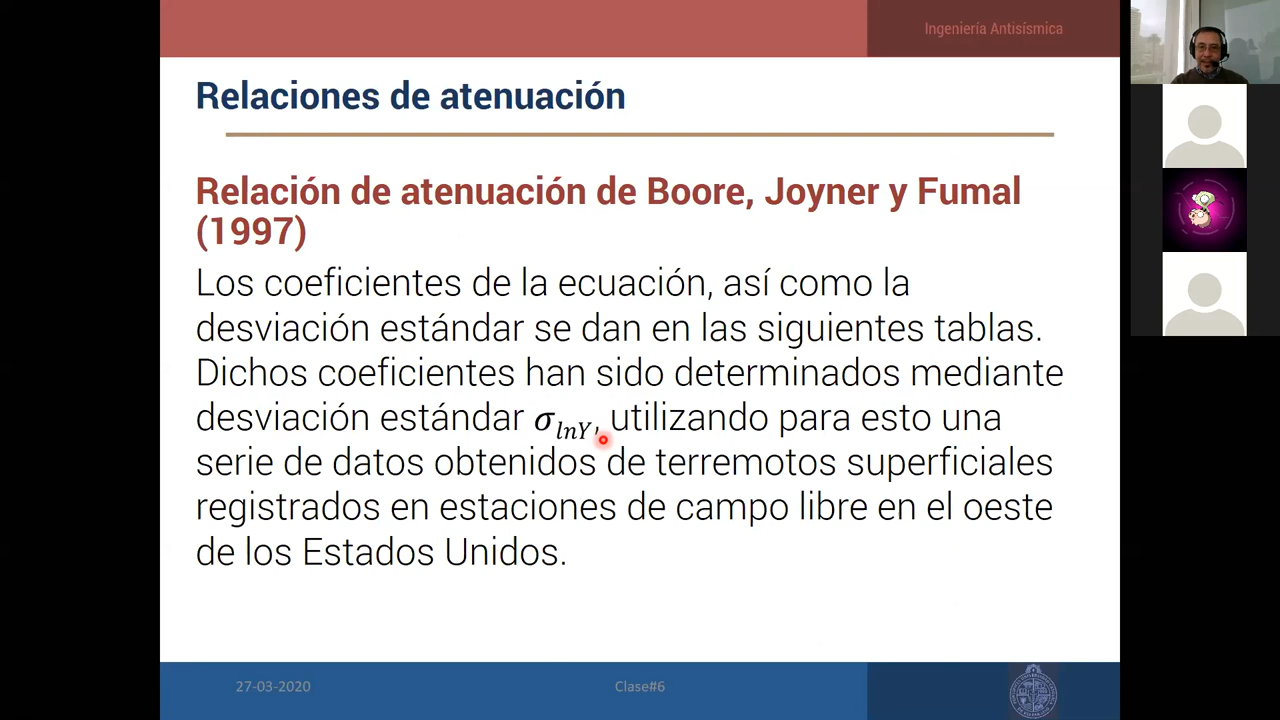 Ingeniería Antisísmica
Relaciones de atenuación
Relación de atenuación de Boore, Joyner y Fumal
(1997)
Los coeficientes de la ecuación, así como la
desviación estándar se dan en las siguientes tablas.
Dichos coeficientes han sido determinados mediante
desviación estándar σlnY, utilizando para esto una
serie de datos obtenidos de terremotos superficiales
registrados en estaciones de campo libre en el oeste
de los Estados Unidos.
27-03-2020
Clase#6